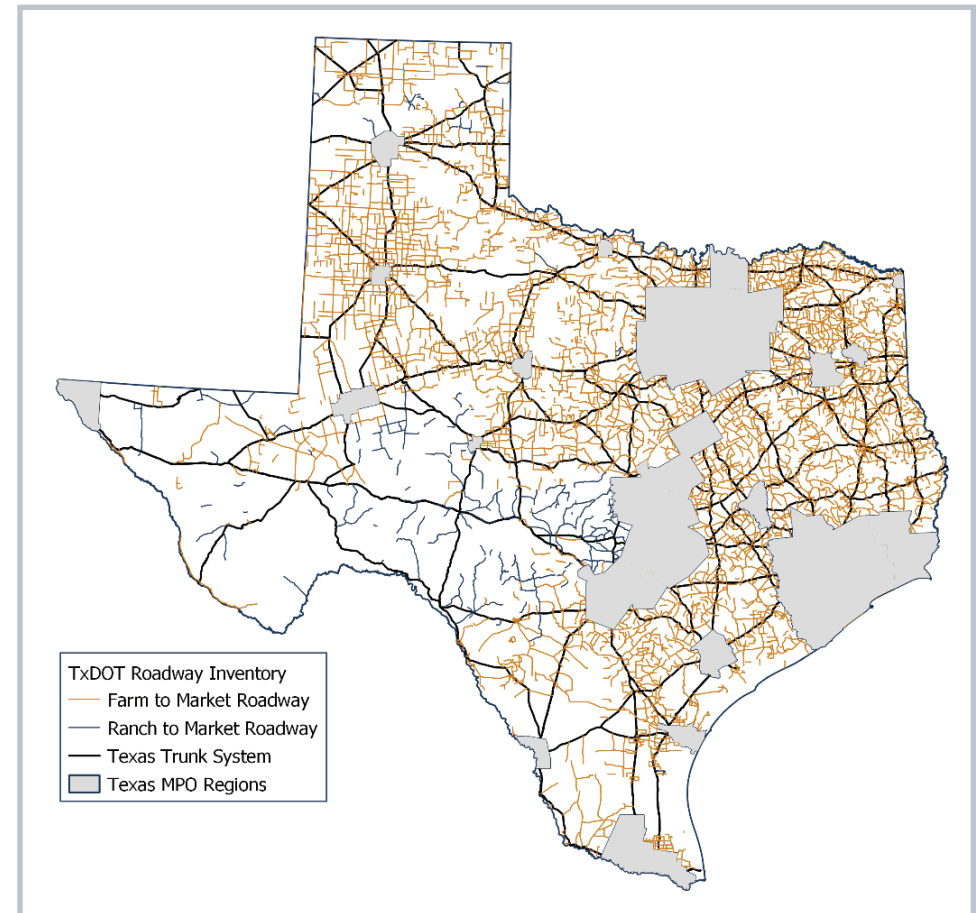 TxDOT Roadway Inventory
Farm to Market Roadway
Ranch to Market Roadway
Texas Trunk System
Texas MPO Regions